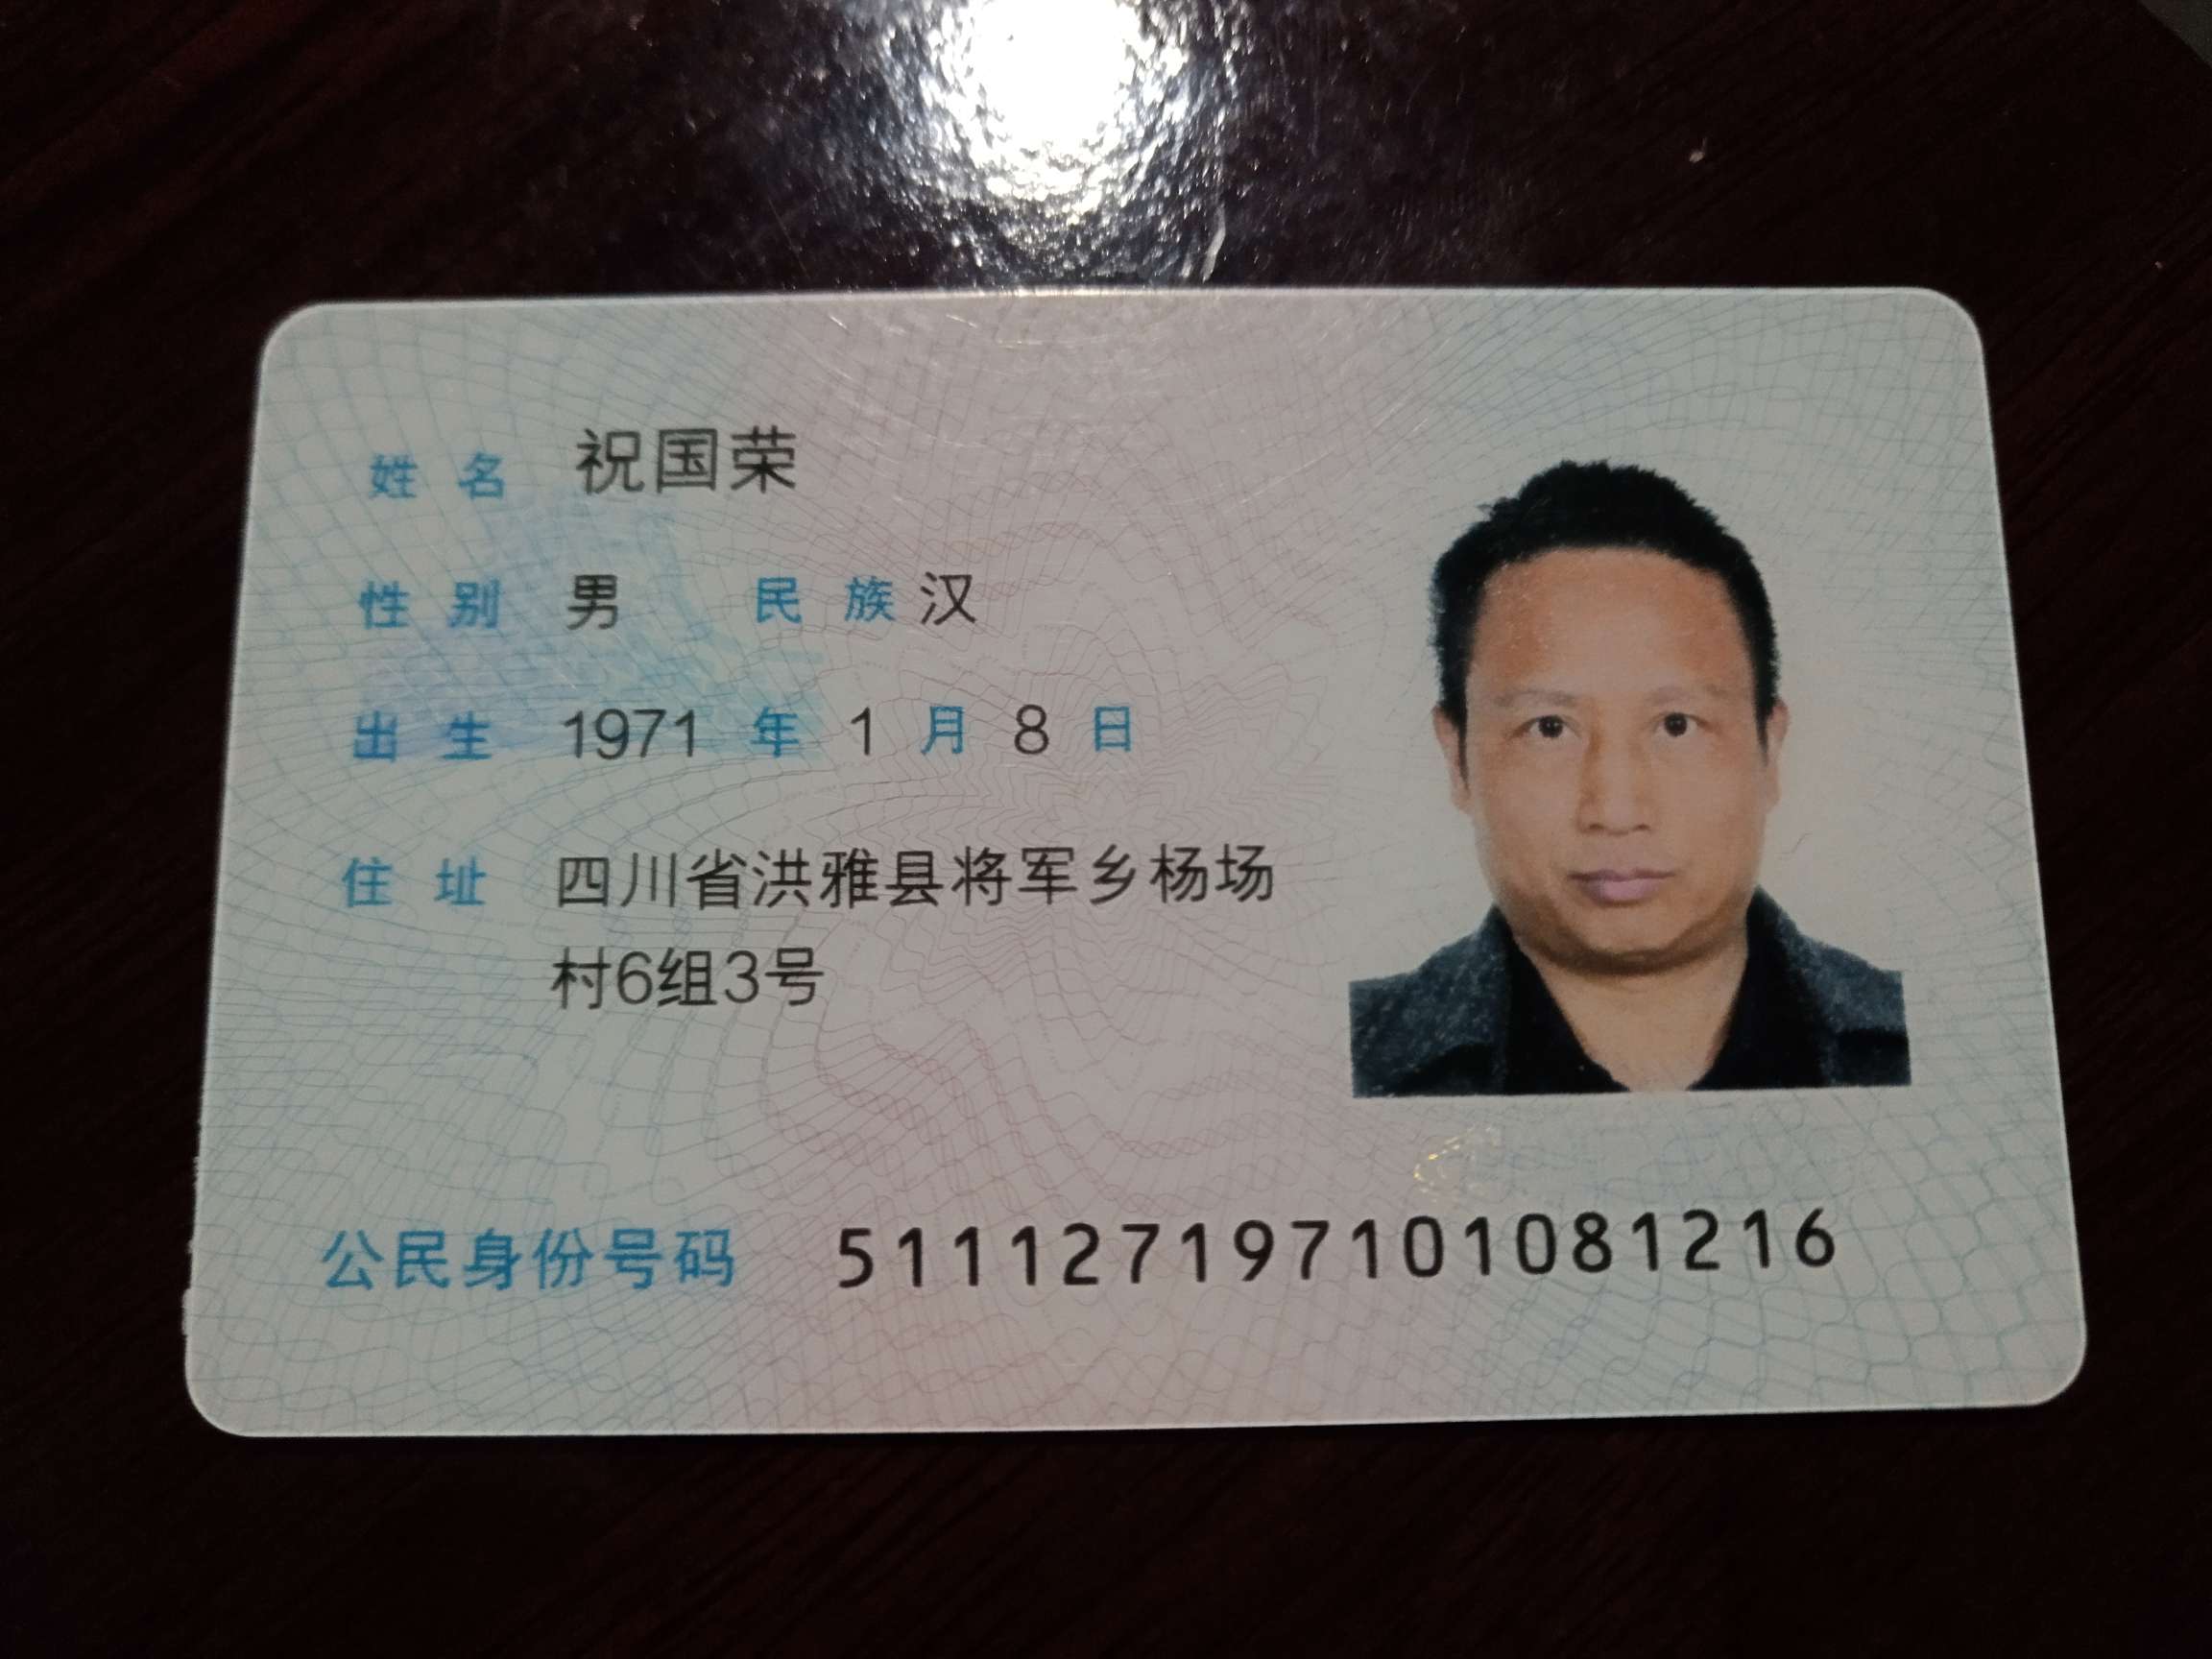 姓名 祝国荣
性别 男 民族 汉
出生 1971 年 1 月 8 日
住址 四川省洪雅县将军乡杨场
村6组3号
公民身份号码 511127197101081216